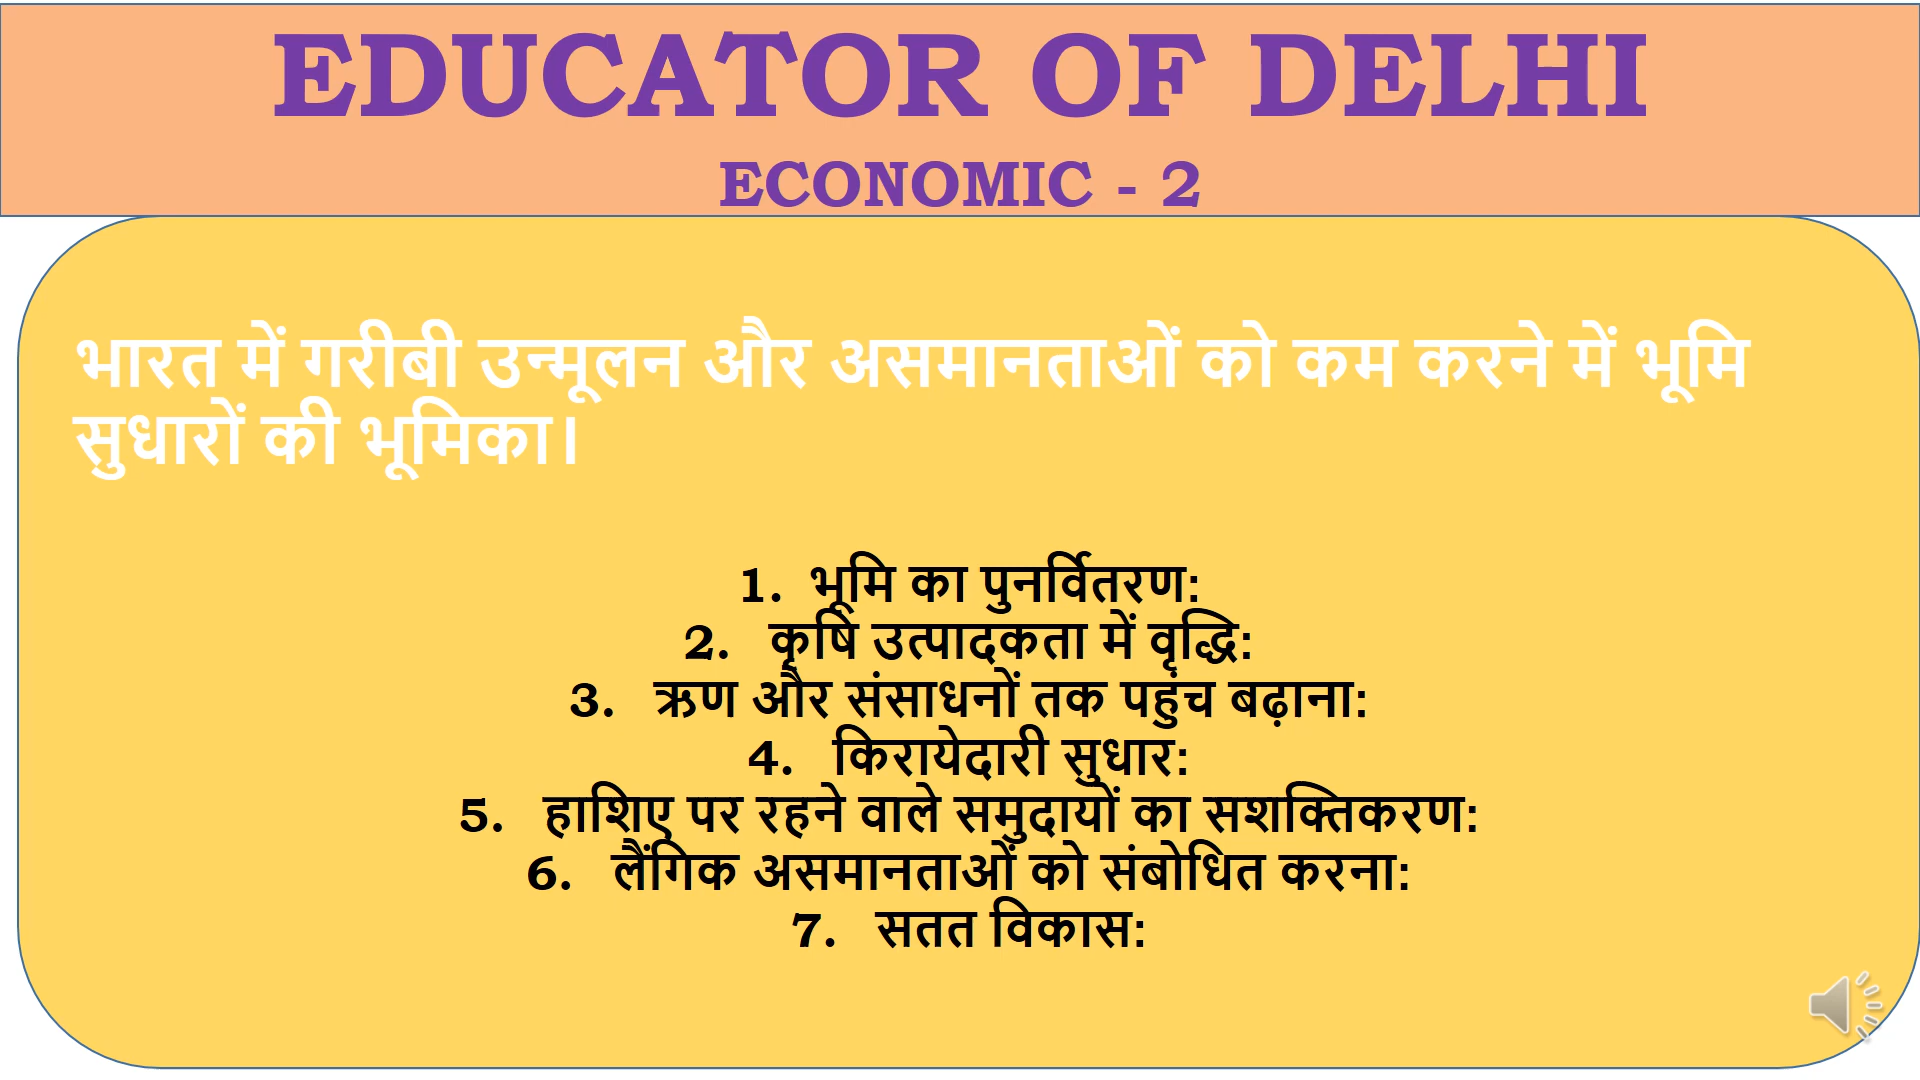 EDUCATOR OF DELHI
ECONOMIC - 2
भारत में गरीबी उन्मूलन और असमानताओं को कम करने में भूमि
सुधारों की भूमिका।
1. भूमि का पुनर्वितरण:
2. कृषि उत्पादकता में वृद्धि:
3. ऋण और संसाधनों तक पहुंच बढ़ाना:
4. किरायेदारी सुधार:
5. हाशिए पर रहने वाले समुदायों का सशक्तिकरण:
6. लैंगिक असमानताओं को संबोधित करना:
7. सतत विकास: